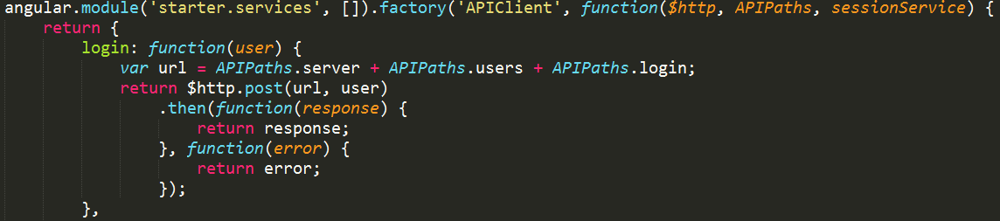 angular.module('starter.services', []).factory('APIClient', function($http, APIPaths, sessionService) {
    return {
        login: function(user) {
            var url = APIPaths.server + APIPaths.users + APIPaths.login;
            return $http.post(url, user)
                .then(function(response) {
                    return response;
                }, function(error) {
                    return error;
                });
        },